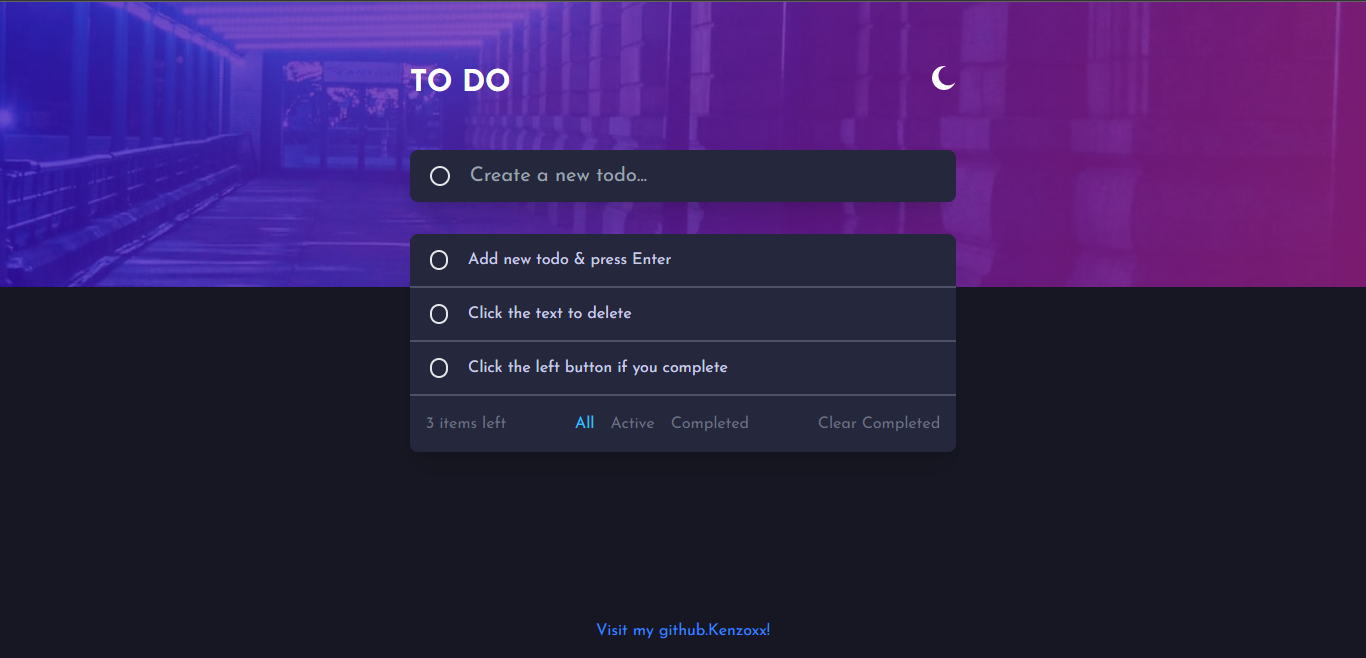 TO DO
Create a new todo...
Add new todo & press Enter
Click the text to delete
Click the left button if you complete
3 items left All Active Completed Clear Completed
Visit my github.Kenzoxx!